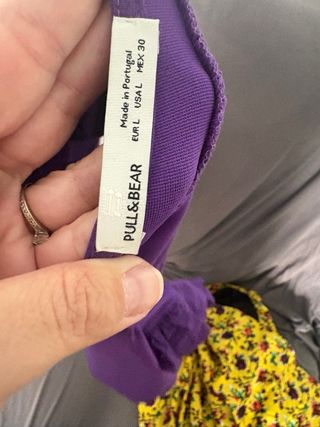 PULL&BEAR
EUR L USA L MEX 30
Made in Portugal